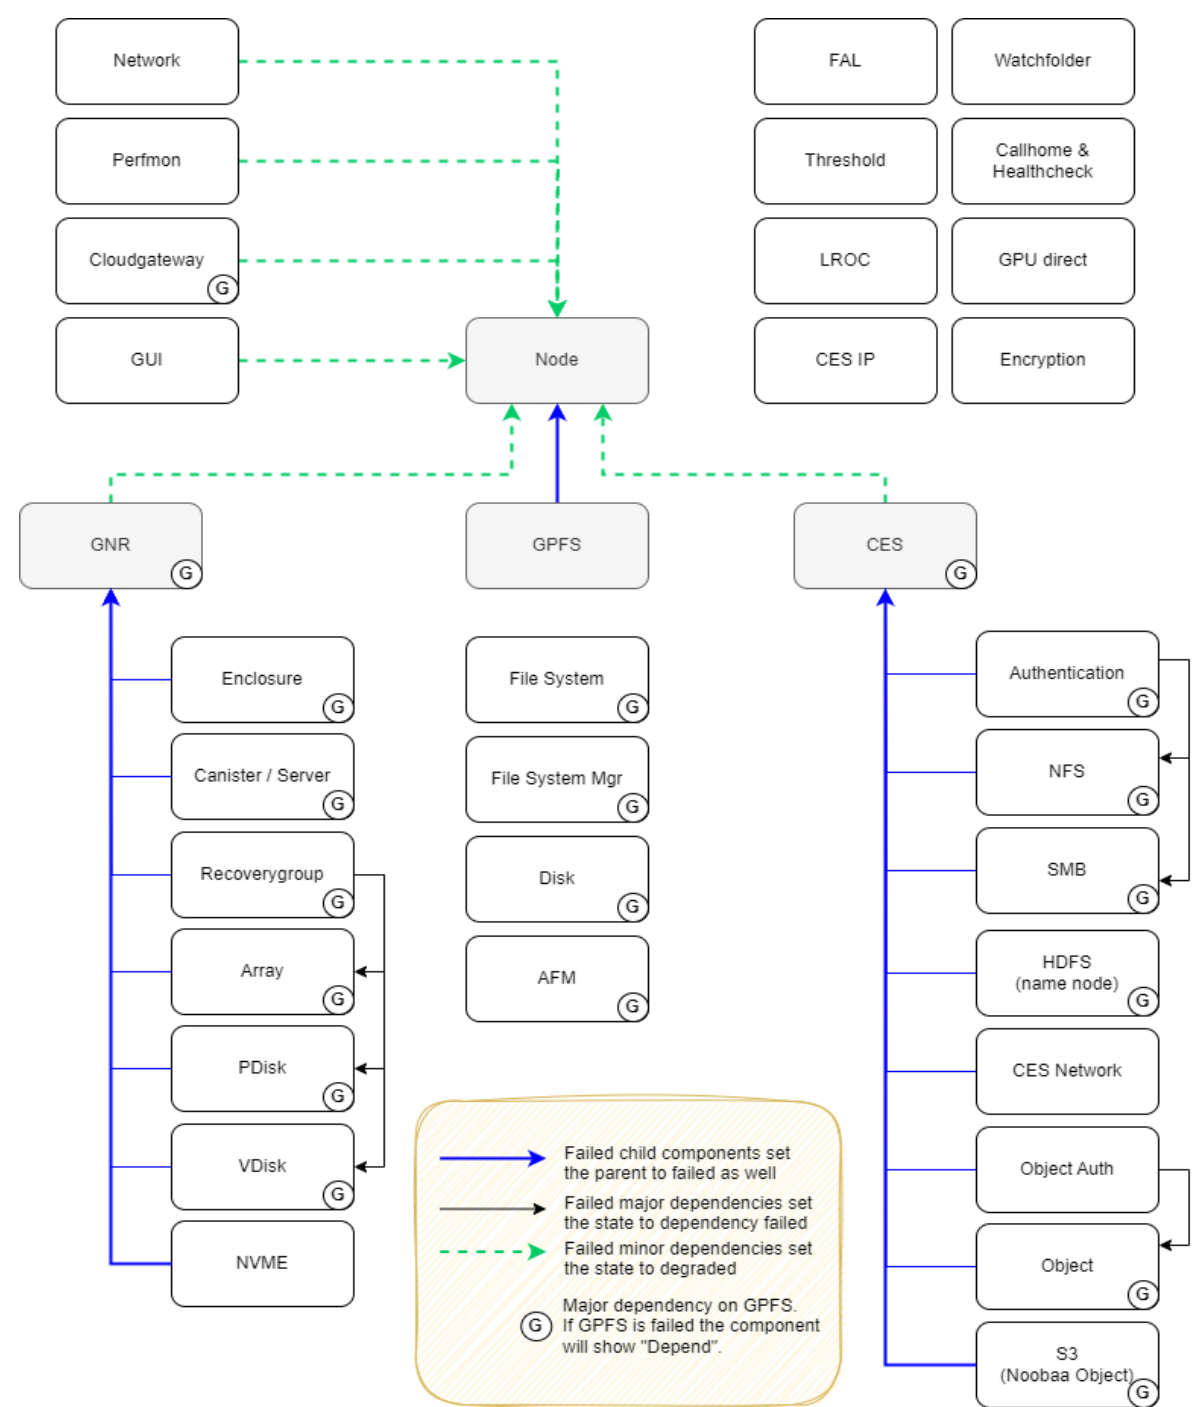 Network
Perfmon
Cloudgateway
G
GUI
Node
FAL
Watchfolder
Threshold
Callhome &
Healthcheck
LROC
GPU direct
CES IP
Encryption
GNR
G
GPFS
CES
G
Enclosure
G
Canister / Server
G
Recoverygroup
G
Array
G
PDisk
G
VDisk
G
NVME
File System
G
File System Mgr
G
Disk
G
AFM
G
Authentication
G
NFS
G
SMB
G
HDFS
(name node)
G
CES Network
Object Auth
Object
G
S3
(Noobaa Object)
G
Failed child components set
the parent to failed as well
Failed major dependencies set
the state to dependency failed
Failed minor dependencies set
the state to degraded
G
Major dependency on GPFS.
If GPFS is failed the component
will show "Depend".